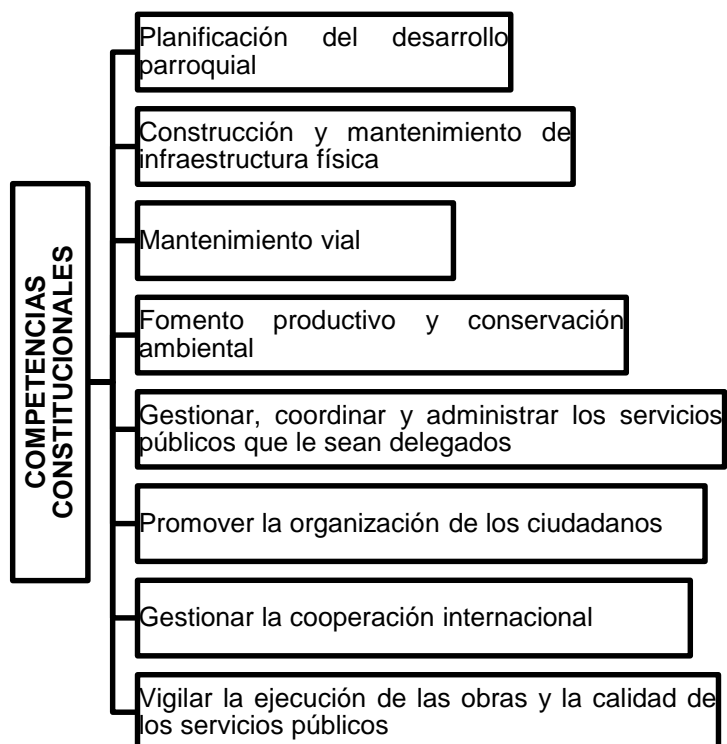 COMPETENCIAS
CONSTITUCIONALES
Planificación del desarrollo
parroquial
Construcción y mantenimiento de
infraestructura física
Mantenimiento vial
Fomento productivo y conservación
ambiental
Gestionar, coordinar y administrar los servicios
públicos que le sean delegados
Promover la organización de los ciudadanos
Gestionar la cooperación internacional
Vigilar la ejecución de las obras y la calidad de
los servicios públicos